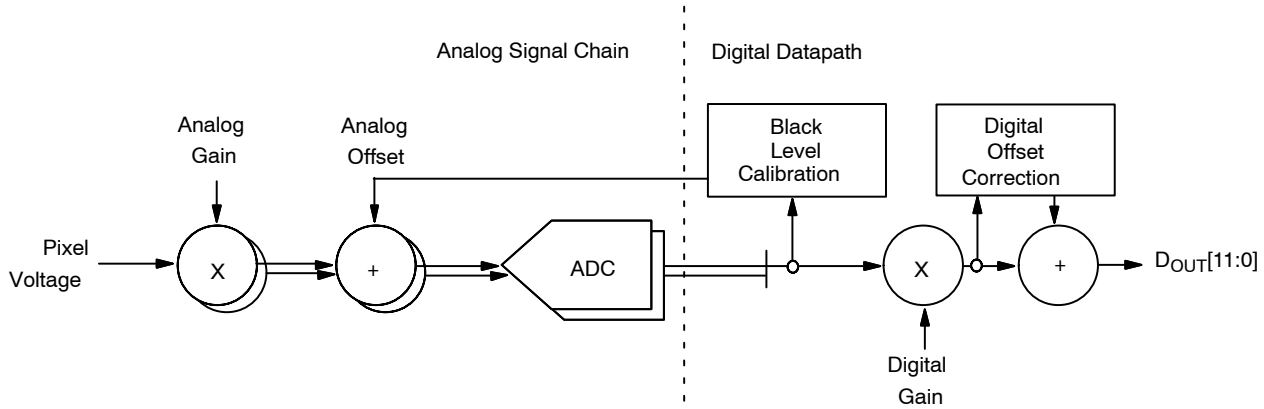 Analog Signal Chain
Digital Datapath
Analog
Gain
Analog
Offset
Black
Level
Calibration
Digital
Offset
Correction
Pixel
Voltage
X
+
ADC
X
+
DOUT[11:0]
Digital
Gain